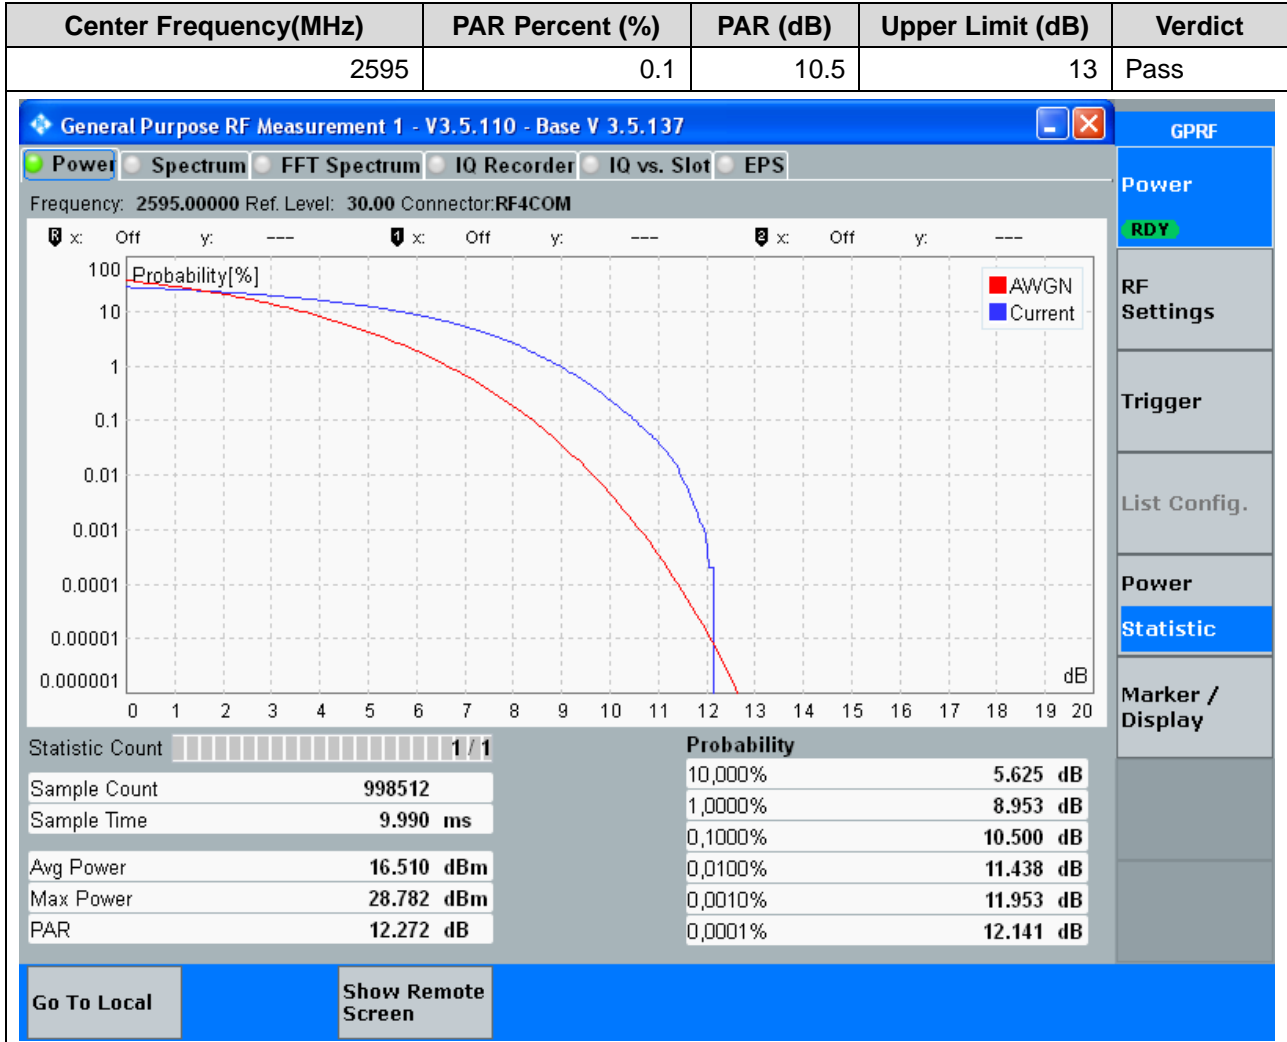 Center Frequency(MHz) PAR Percent (%) PAR (dB) Upper Limit (dB) Verdict
2595 0.1 10.5 13 Pass
General Purpose RF Measurement 1 - V3.5.110 - Base V 3.5.137
GPRF
Power Spectrum FFT Spectrum IQ Recorder IQ vs. Slot EPS
Power
RDY
Frequency: 2595.00000 Ref. Level: 30.00 Connector:RF4COM
R x: Off y: --- 1 x: Off y: --- 2 x: Off y: ---
Probability[%]
AWGN
Current
100
10
1
0.1
0.01
0.001
0.0001
0.00001
0.000001
dB
0 1 2 3 4 5 6 7 8 9 10 11 12 13 14 15 16 17 18 19 20
RF
Settings
Trigger
List Config.
Power
Statistic
Marker /
Display
Statistic Count 1 / 1
Sample Count 998512
Sample Time 9.990 ms
Avg Power 16.510 dBm
Max Power 28.782 dBm
PAR 12.272 dB
Probability
10,000% 5.625 dB
1,0000% 8.953 dB
0,1000% 10.500 dB
0,0100% 11.438 dB
0,0010% 11.953 dB
0,0001% 12.141 dB
Go To Local
Show Remote
Screen